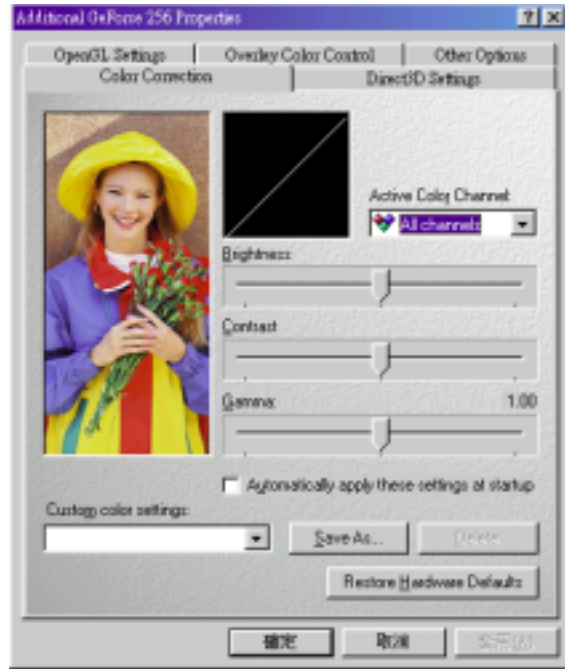 Additional GeForce 256 Properties
OpenGL Settings
Overlay Color Control
Other Options
Color Correction
Direct3D Settings
Active Color Channel:
All channels
Brightness:
Contrast
Gamma:
1.00
Automatically apply these settings at startup
Custom color settings:
Save As...
Delete
Restore Hardware Defaults
確定
取消
套用(A)